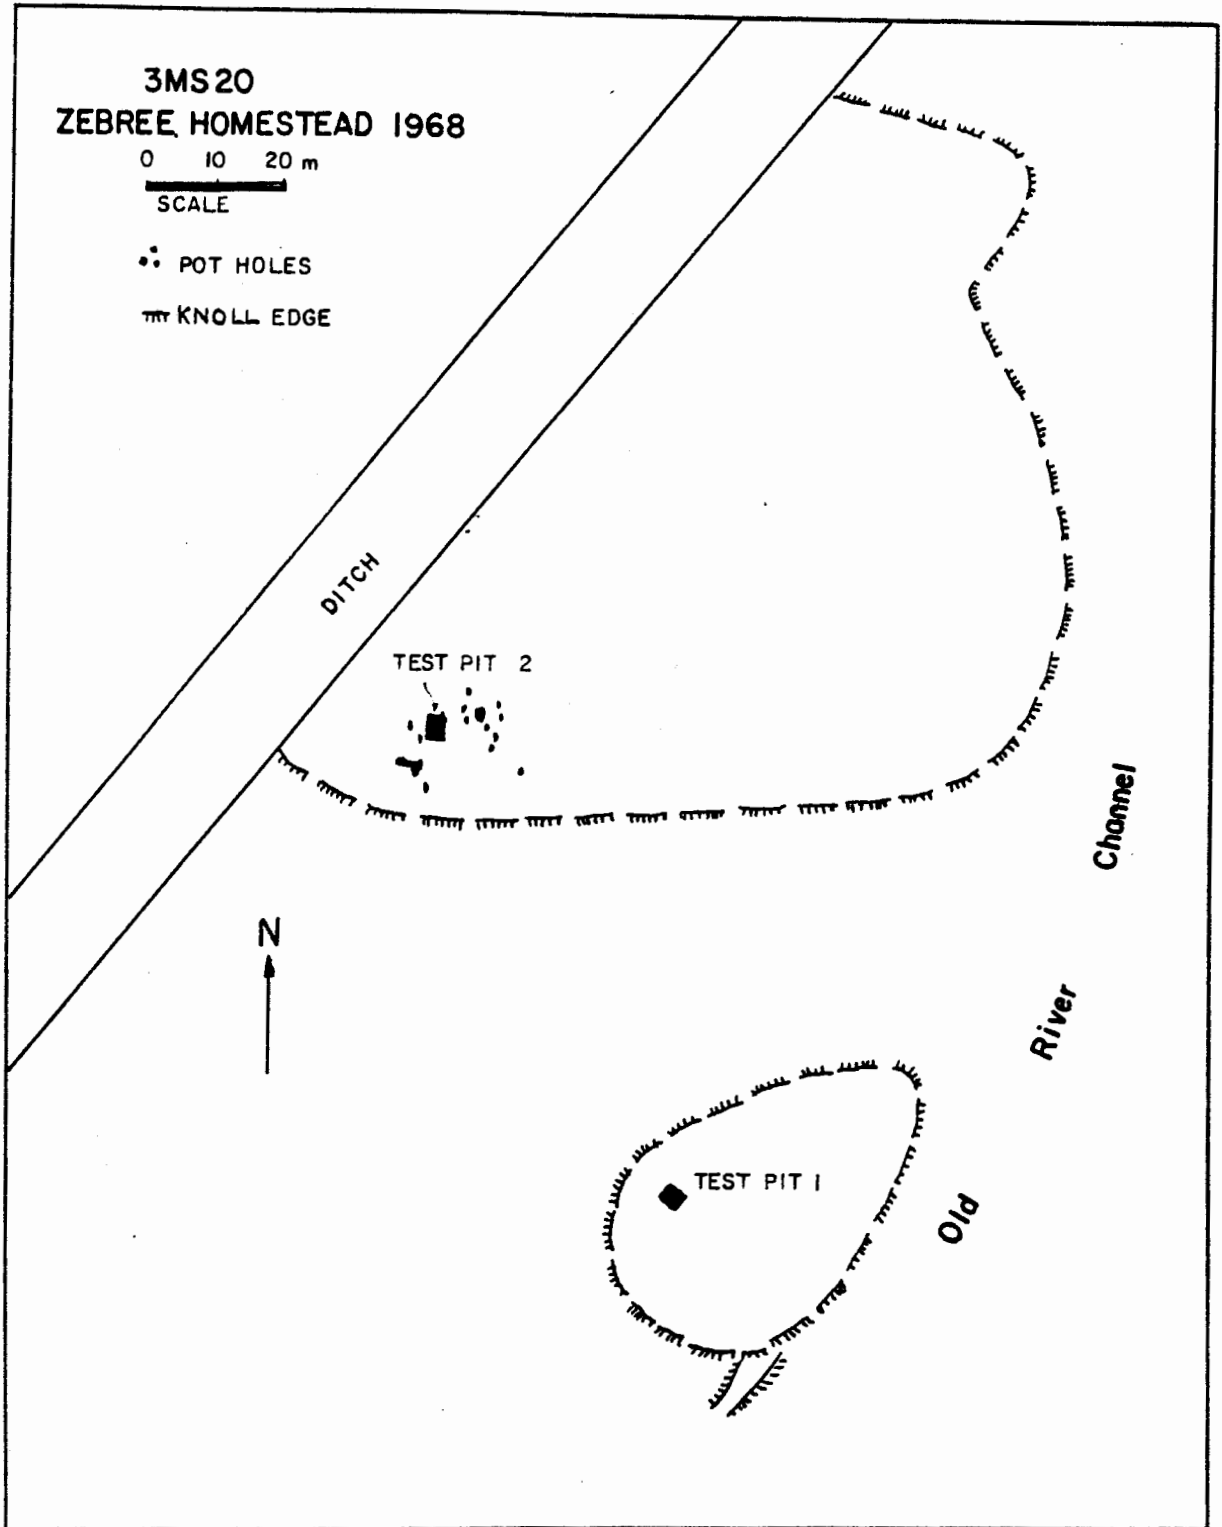 3MS20
ZEBREE HOMESTEAD 1968
0 10 20 m
SCALE
POT HOLES
KNOLL EDGE
DITCH
TEST PIT 2
Channel
N
River
TEST PIT 1
Old